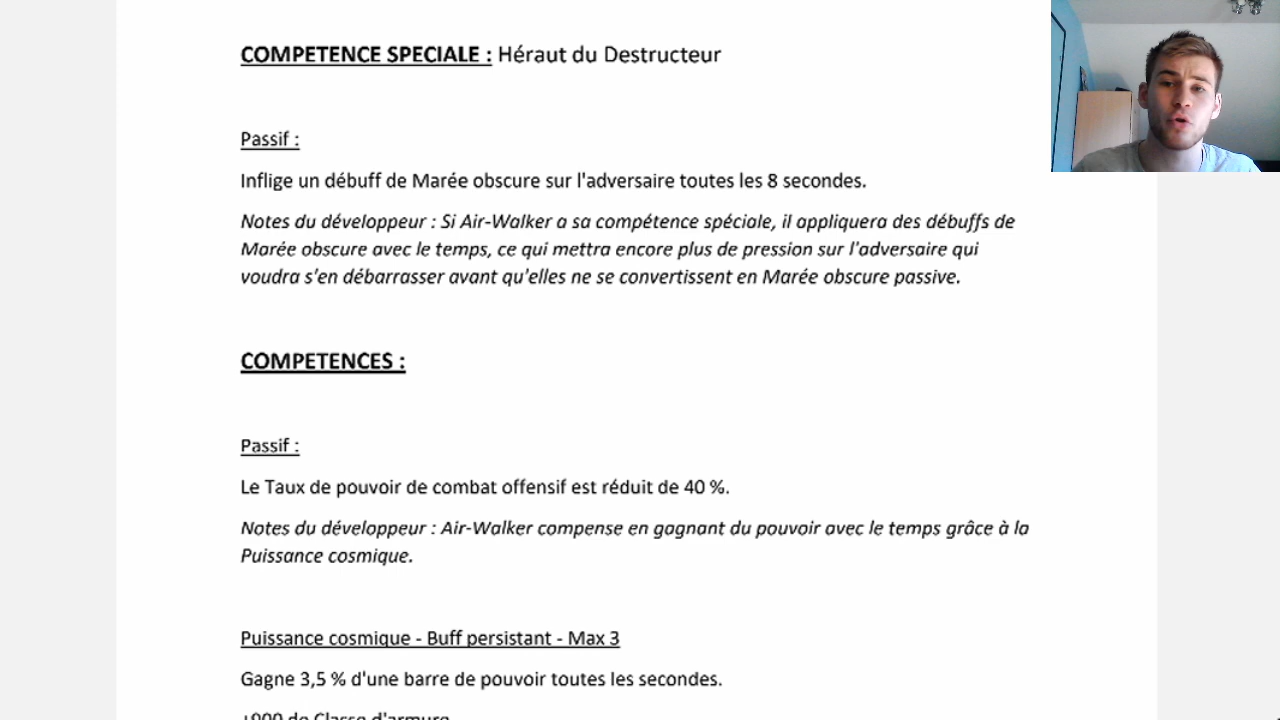 COMPETENCE SPECIALE : Héraut du Destructeur
Passif :
Inflige un débuff de Marée obscure sur l'adversaire toutes les 8 secondes.
Notes du développeur : Si Air-Walker a sa compétence spéciale, il appliquera des débuffs de
Marée obscure avec le temps, ce qui mettra encore plus de pression sur l'adversaire qui
voudra s'en débarrasser avant qu'elles ne se convertissent en Marée obscure passive.
COMPETENCES :
Passif :
Le Taux de pouvoir de combat offensif est réduit de 40 %.
Notes du développeur : Air-Walker compense en gagnant du pouvoir avec le temps grâce à la
Puissance cosmique.
Puissance cosmique - Buff persistant - Max 3
Gagne 3,5 % d'une barre de pouvoir toutes les secondes.
+900 de Classe d'armure